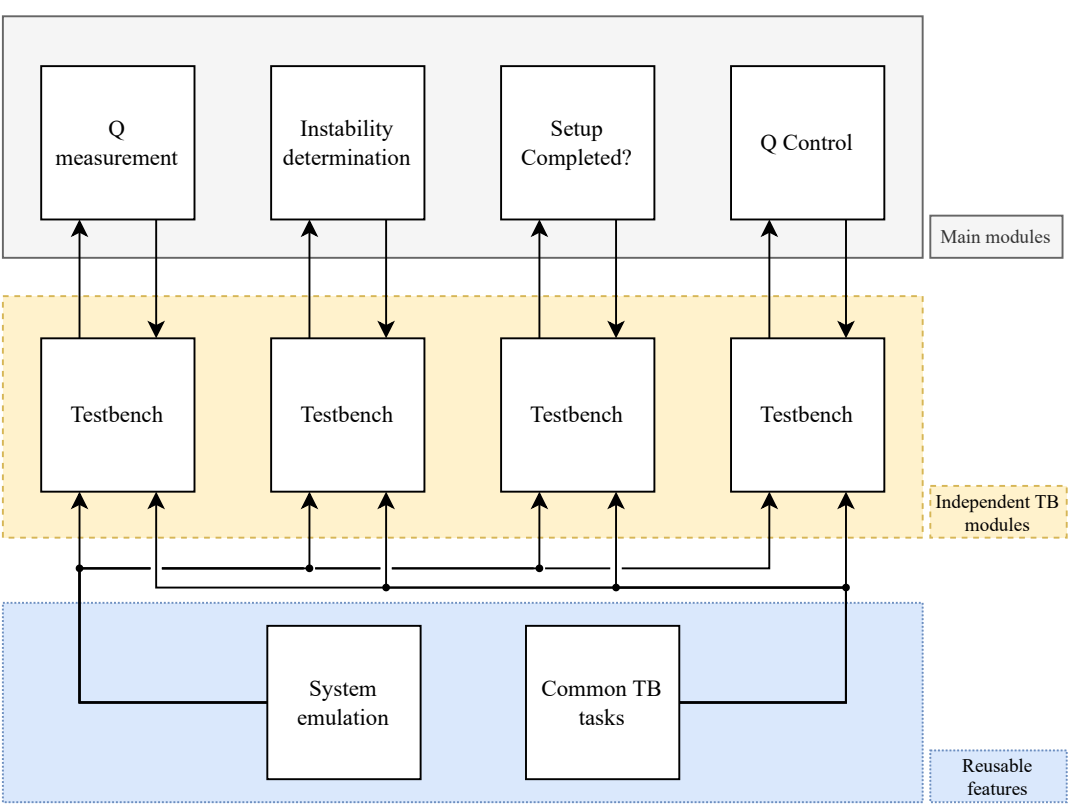 Q
measurement
Instability
determination
Setup
Completed?
Q Control
Main modules
Testbench
Testbench
Testbench
Testbench
Independent TB
modules
System
emulation
Common TB
tasks
Reusable
features